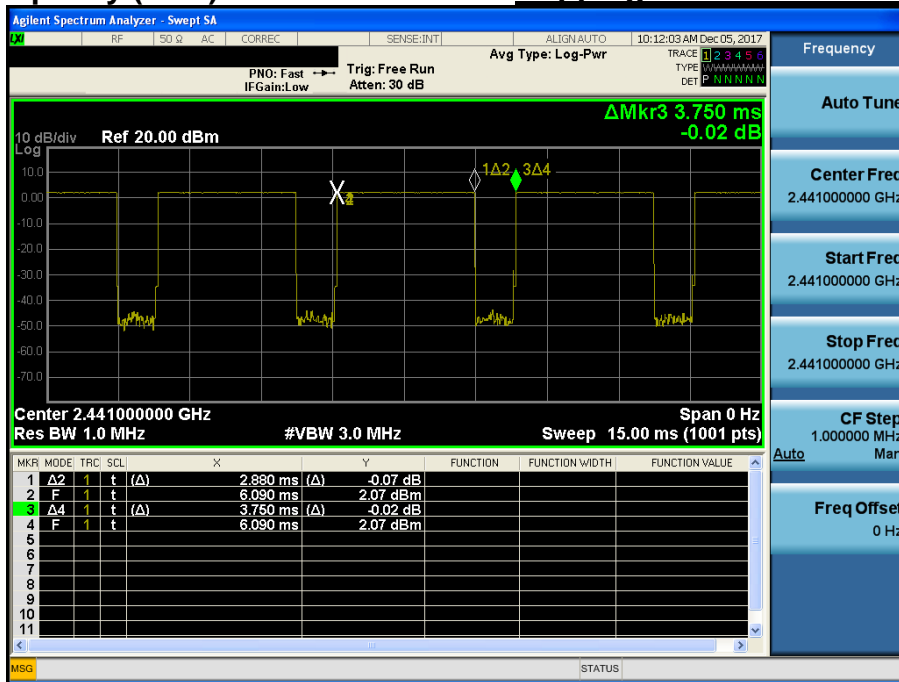 Agilent Spectrum Analyzer - Swept SA
LXI RF 50 Ω AC CORREC SENSE:INT ALIGN AUTO 10:12:03 AM Dec 05, 2017
Avg Type: Log-Pwr TRACE 1 2 3 4 5 6
PNO: Fast Trig: Free Run TYPE WWWWWW
IFGain:Low Atten: 30 dB DET P N N N N N
ΔMkr3 3.750 ms
-0.02 dB
10 dB/div Ref 20.00 dBm
Log
10.0
0.00
-10.0
-20.0
-30.0
-40.0
-50.0
-60.0
-70.0
1Δ2 3Δ4
Center 2.441000000 GHz Span 0 Hz
Res BW 1.0 MHz #VBW 3.0 MHz Sweep 15.00 ms (1001 pts)
MKR MODE TRC SCL X Y FUNCTION FUNCTION WIDTH FUNCTION VALUE
1 Δ2 1 t (Δ) 2.880 ms (Δ) -0.07 dB
2 F 1 t 6.090 ms 2.07 dBm
3 Δ4 1 t (Δ) 3.750 ms (Δ) -0.02 dB
4 F 1 t 6.090 ms 2.07 dBm
5
6
7
8
9
10
11
MSG STATUS
Frequency
Auto Tune
Center Freq
2.441000000 GHz
Start Freq
2.441000000 GHz
Stop Freq
2.441000000 GHz
CF Step
1.000000 MHz
Auto Man
Freq Offset
0 Hz